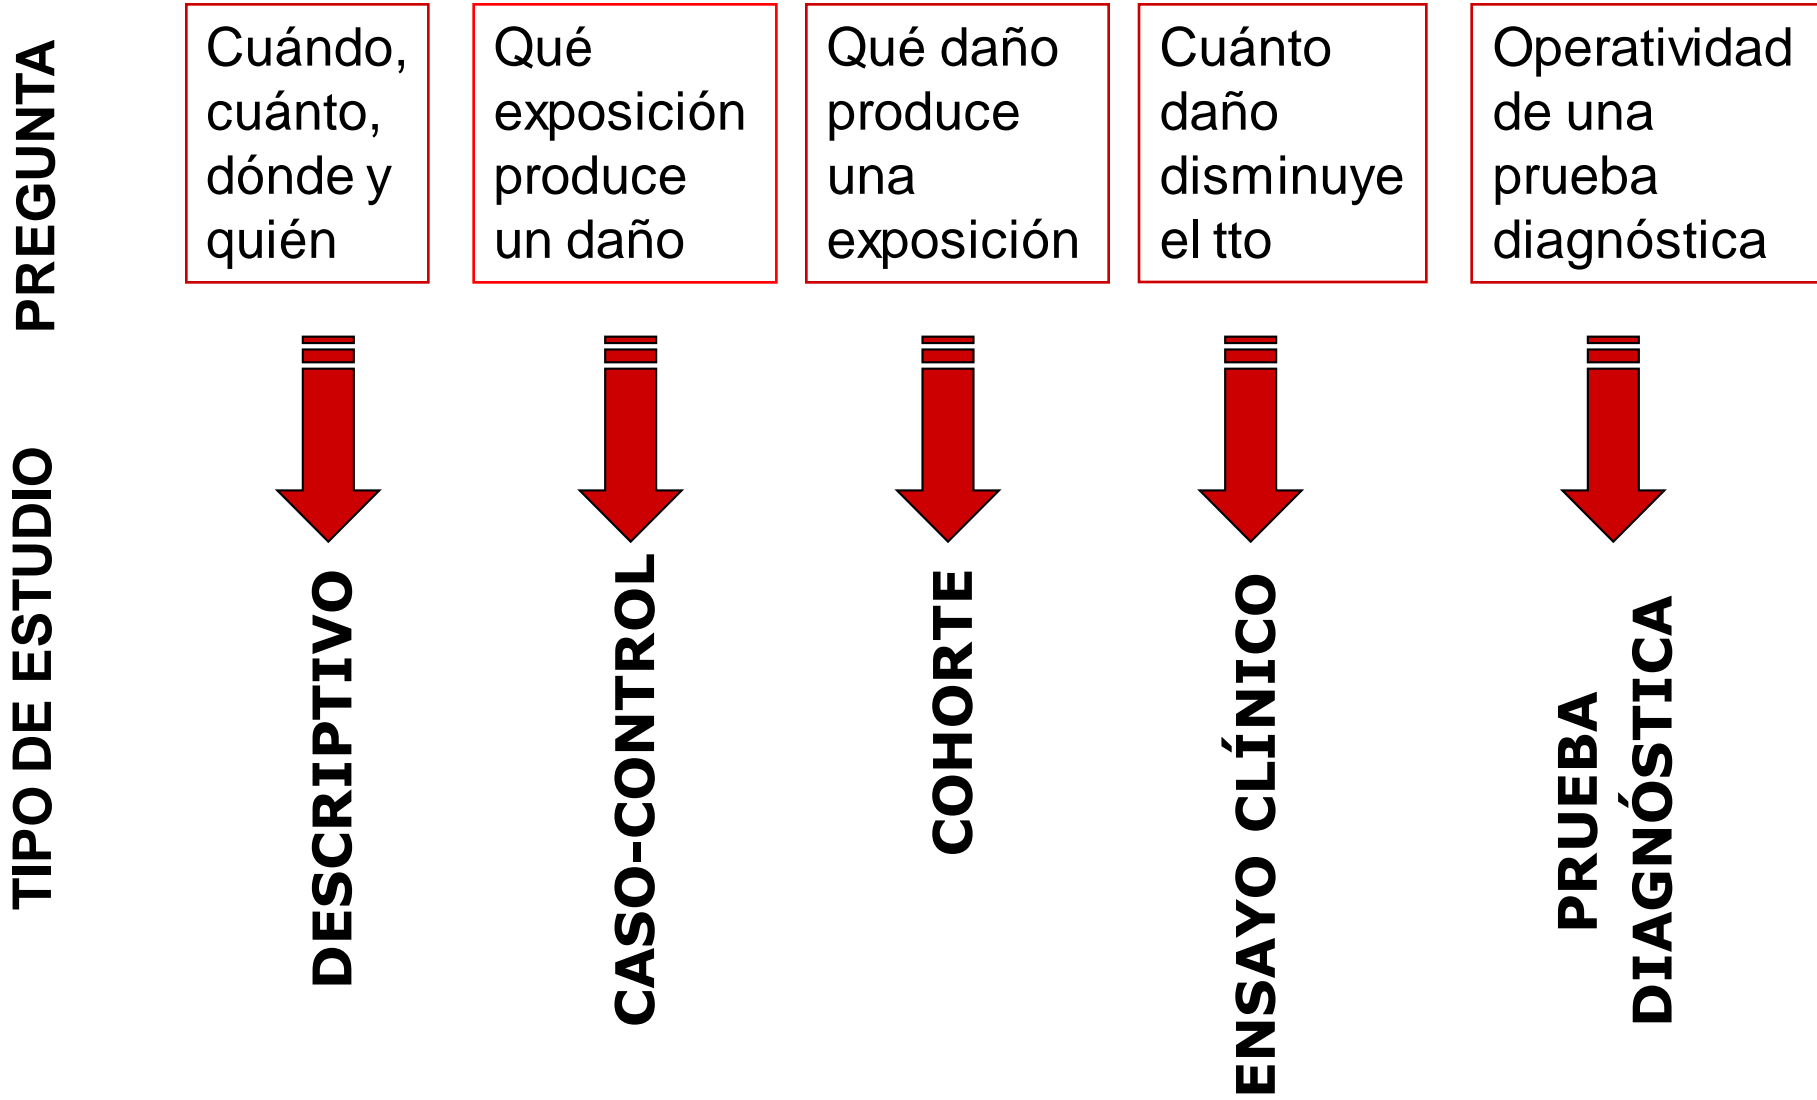 PREGUNTA
Cuándo,
cuánto,
dónde y
quién
Qué
exposición
produce
un daño
Qué daño
produce
una
exposición
Cuánto
daño
disminuye
el tto
Operatividad
de una
prueba
diagnóstica
TIPO DE ESTUDIO
DESCRIPTIVO
CASO-CONTROL
COHORTE
ENSAYO CLÍNICO
PRUEBA
DIAGNÓSTICA